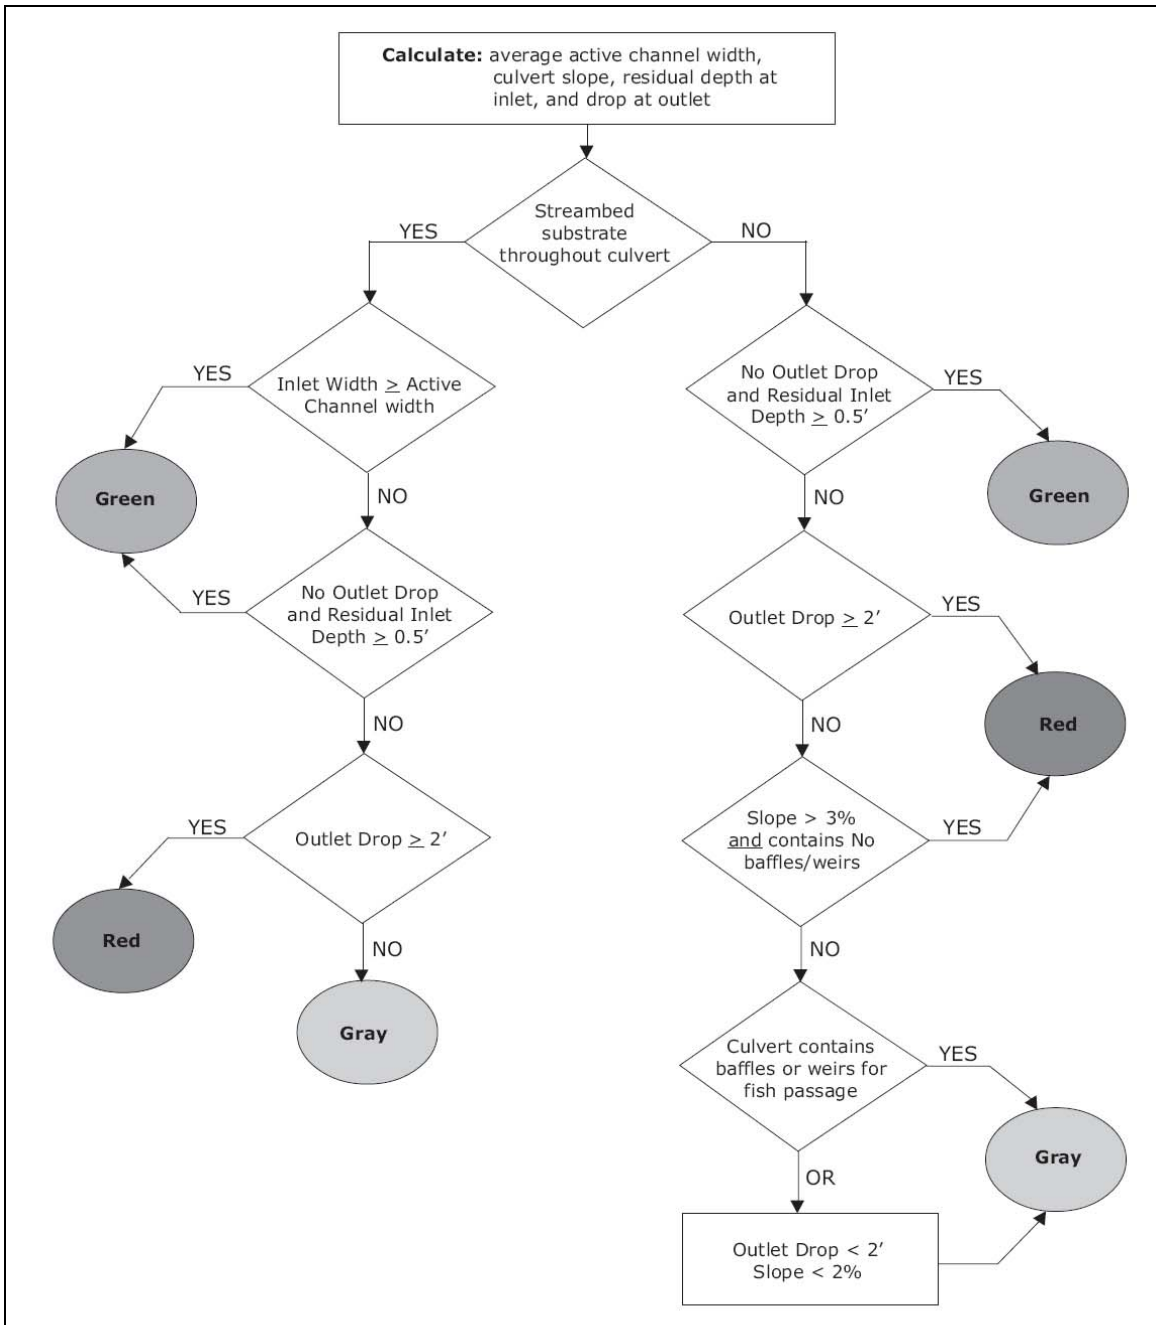 Calculate: average active channel width,
culvert slope, residual depth at
inlet, and drop at outlet
Streambed
substrate
throughout culvert
YES
NO
Inlet Width ≥ Active
Channel width
YES
Green
NO
No Outlet Drop
and Residual Inlet
Depth ≥ 0.5’
YES
NO
Outlet Drop ≥ 2’
YES
Red
NO
Gray
No Outlet Drop
and Residual Inlet
Depth ≥ 0.5’
YES
Green
NO
Outlet Drop ≥ 2’
YES
Red
NO
Slope > 3%
and contains No
baffles/weirs
YES
NO
Culvert contains
baffles or weirs for
fish passage
YES
Gray
OR
Outlet Drop < 2’
Slope < 2%